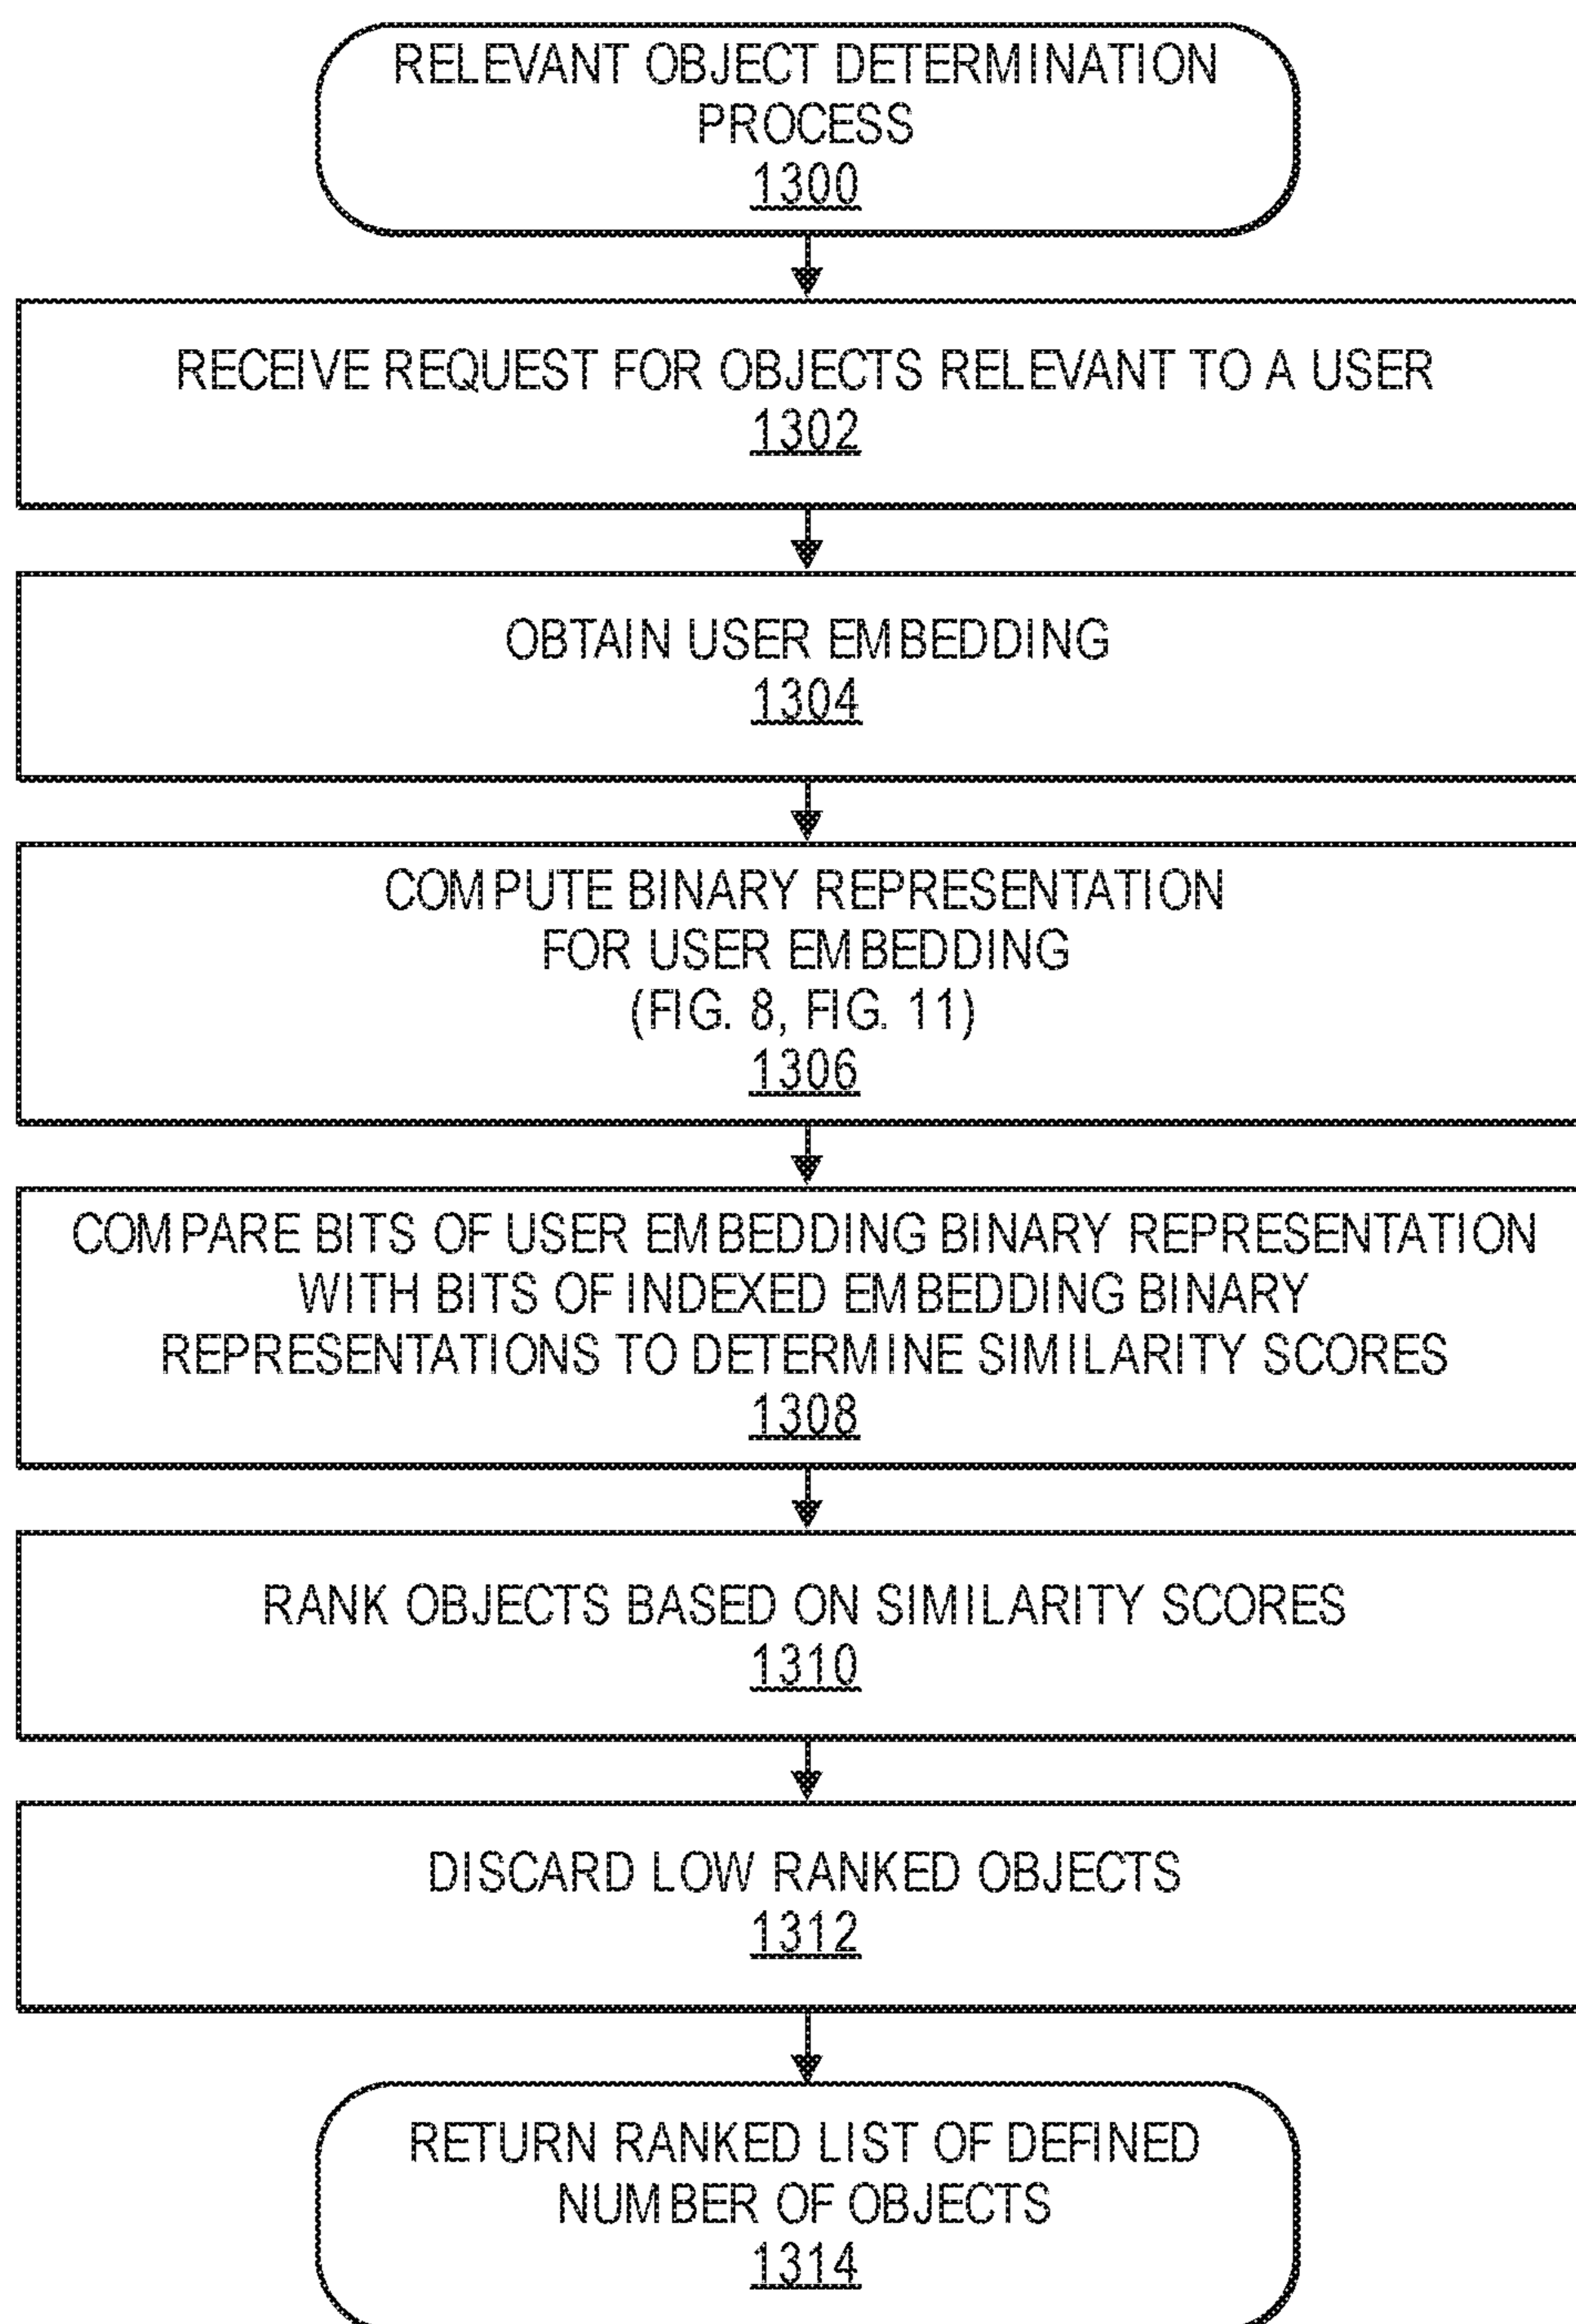 RELEVANT OBJECT DETERMINATION
PROCESS
1300
RECEIVE REQUEST FOR OBJECTS RELEVANT TO A USER
1302
OBTAIN USER EMBEDDING
1304
COMPUTE BINARY REPRESENTATION
FOR USER EMBEDDING
(FIG. 8, FIG. 11)
1306
COMPARE BITS OF USER EMBEDDING BINARY REPRESENTATION
WITH BITS OF INDEXED EMBEDDING BINARY
REPRESENTATIONS TO DETERMINE SIMILARITY SCORES
1308
RANK OBJECTS BASED ON SIMILARITY SCORES
1310
DISCARD LOW RANKED OBJECTS
1312
RETURN RANKED LIST OF DEFINED
NUMBER OF OBJECTS
1314